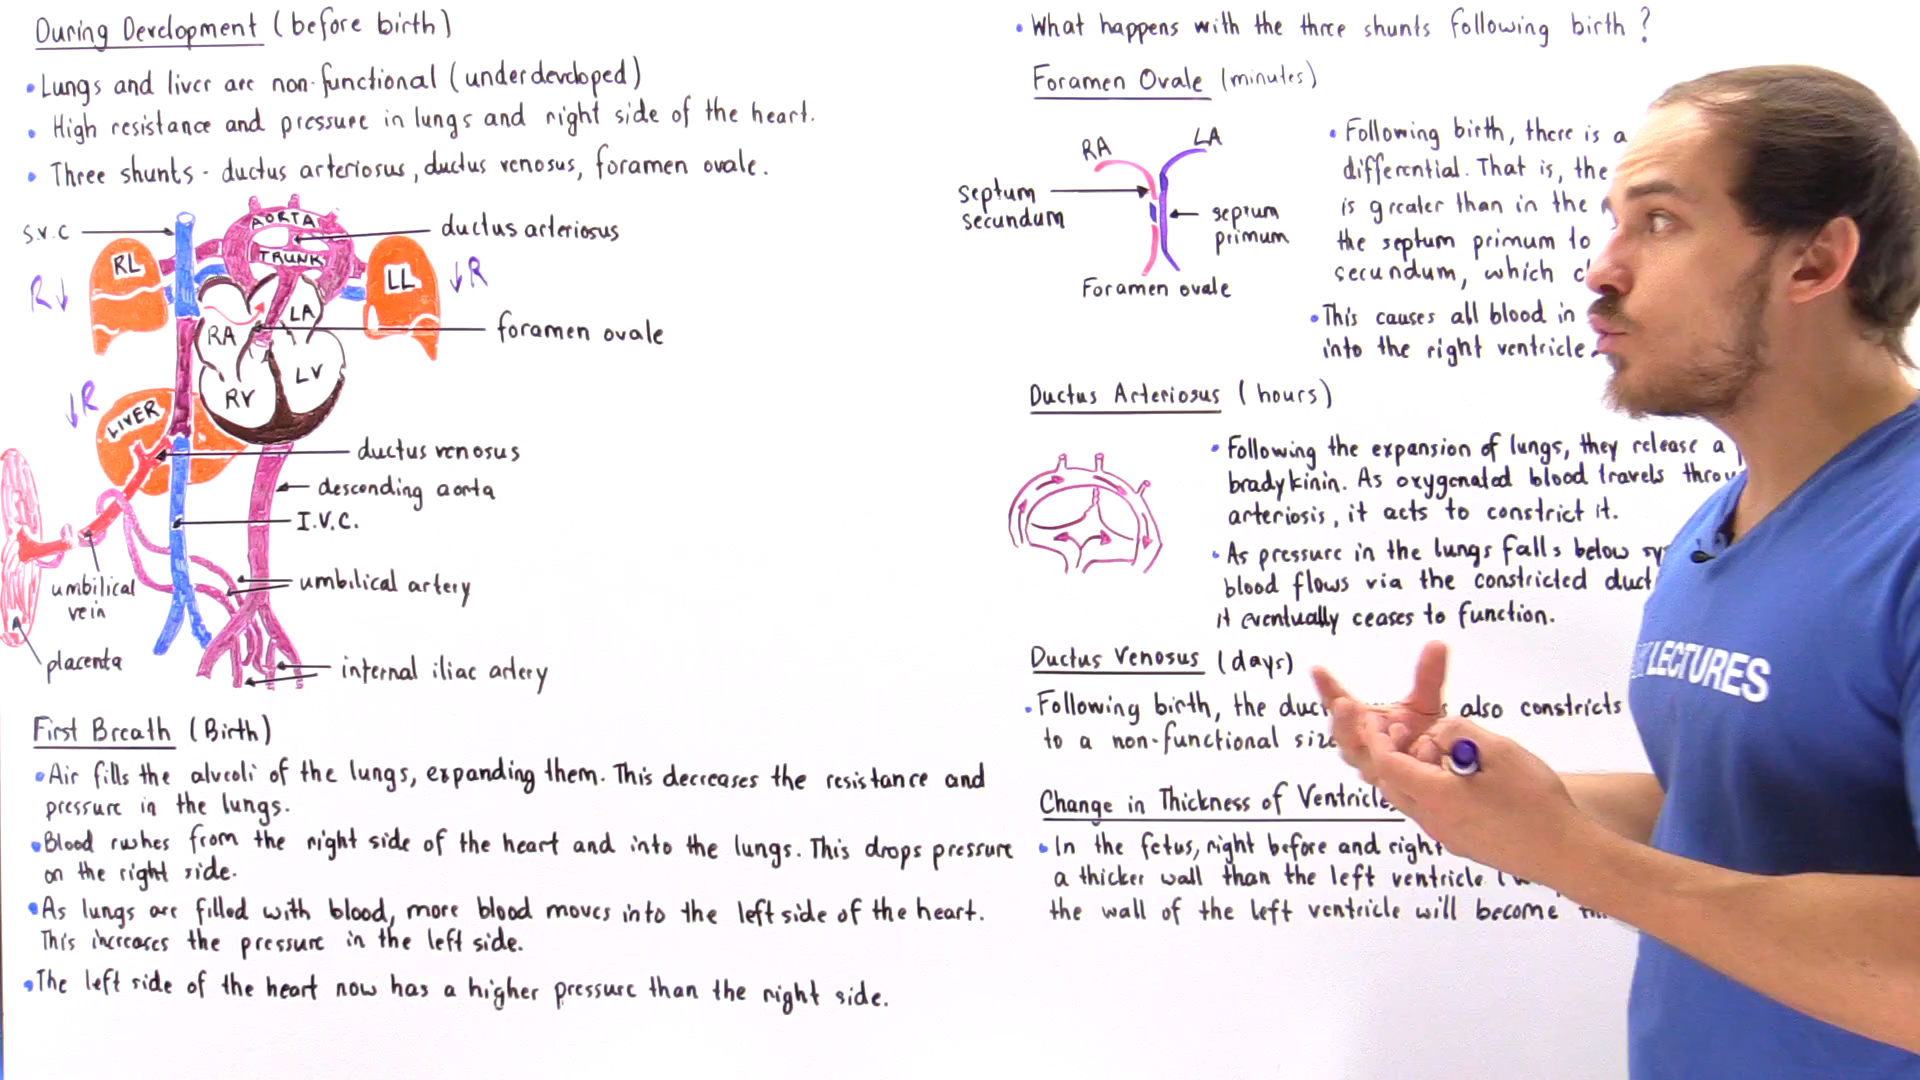 During Development (before birth)
• Lungs and liver are non-functional (underdeveloped)
• High resistance and pressure in lungs and right side of the heart.
• Three shunts - ductus arteriosus, ductus venosus, foramen ovale.
S.V.C
AORTA
TRUNK
ductus arteriosus
RL
LL
R↓
↓R
LA
RA
foramen ovale
LV
RV
↓R
LIVER
ductus venosus
descending aorta
I.V.C.
umbilical artery
umbilical
vein
placenta
internal iliac artery
First Breath (Birth)
• Air fills the alveoli of the lungs, expanding them. This decreases the resistance and
pressure in the lungs.
• Blood rushes from the right side of the heart and into the lungs. This drops pressure
on the right side.
• As lungs are filled with blood, more blood moves into the left side of the heart.
This increases the pressure in the left side.
• The left side of the heart now has a higher pressure than the right side.
• What happens with the three shunts following birth?
Foramen Ovale (minutes)
RA
LA
septum
secundum
septum
primum
Foramen ovale
• Following birth, there is a
differential. That is, the
is greater than in the
the septum primum to
secundum, which
• This causes all blood in
into the right ventricle.
Ductus Arteriosus (hours)
• Following the expansion of lungs, they release a
bradykinin. As oxygenated blood travels
arteriosis, it acts to constrict it.
• As pressure in the lungs falls below
blood flows via the constricted
it eventually ceases to function.
Ductus Venosus (days)
• Following birth, the also constricts
to a non-functional
Change in Thickness of
• In the fetus, right before and
a thicker wall than the left ventricle
the wall of the left ventricle will become
LECTURES